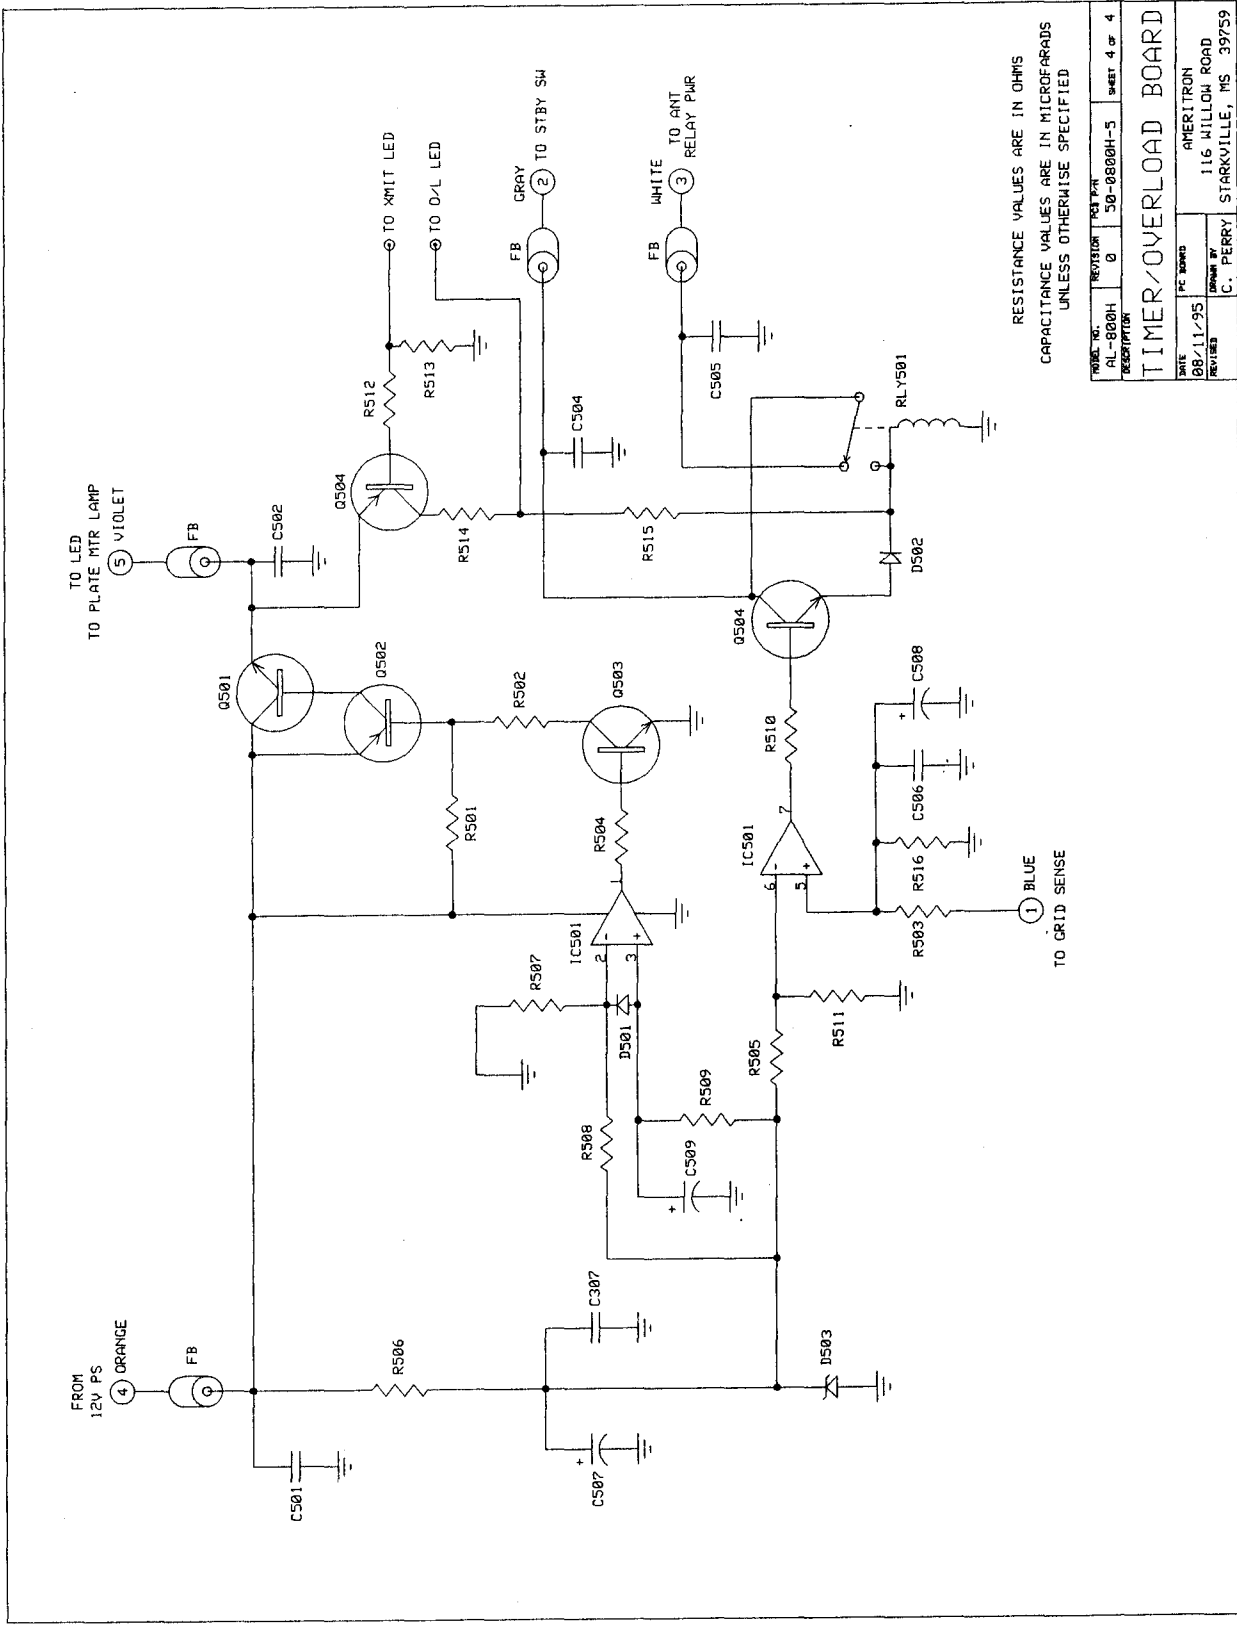 FROM
12V PS
4 ORANGE
FB
C501
R506
C507
C307
D503
TO LED
TO PLATE MTR LAMP
5 VIOLET
FB
C502
Q501
Q502
R501
R502
Q503
R504
IC501
2
3
1
-
+
R507
D501
R508
R509
C509
+
+
R505
R511
IC501
6
5
7
-
+
R510
Q504
D502
R503
R516
C506
C508
+
1 BLUE
TO GRID SENSE
Q504
R512
R513
R514
R515
TO XMIT LED
TO O/L LED
GRAY
FB
2 TO STBY SW
C504
WHITE
FB
3
TO ANT
RELAY PWR
C505
RLY501
RESISTANCE VALUES ARE IN OHMS
CAPACITANCE VALUES ARE IN MICROFARADS
UNLESS OTHERWISE SPECIFIED
MODEL NO.
AL-800H
REVISION
0
PCB P/N
50-0800H-5
SHEET 4 OF 4
DESCRIPTION
TIMER/OVERLOAD BOARD
DATE
08/11/95
PC BOARD
REVISED
DRAWN BY
C. PERRY
AMERITRON
116 WILLOW ROAD
STARKVILLE, MS 39759